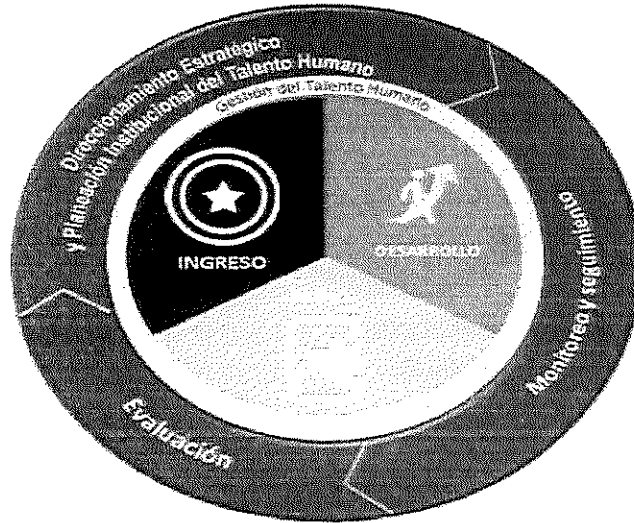 Direccionamiento Estratégico
y Planeación Institucional del Talento Humano
Gestión del Talento Humano
INGRESO
DESARROLLO
Monitoreo y seguimiento
Evaluación